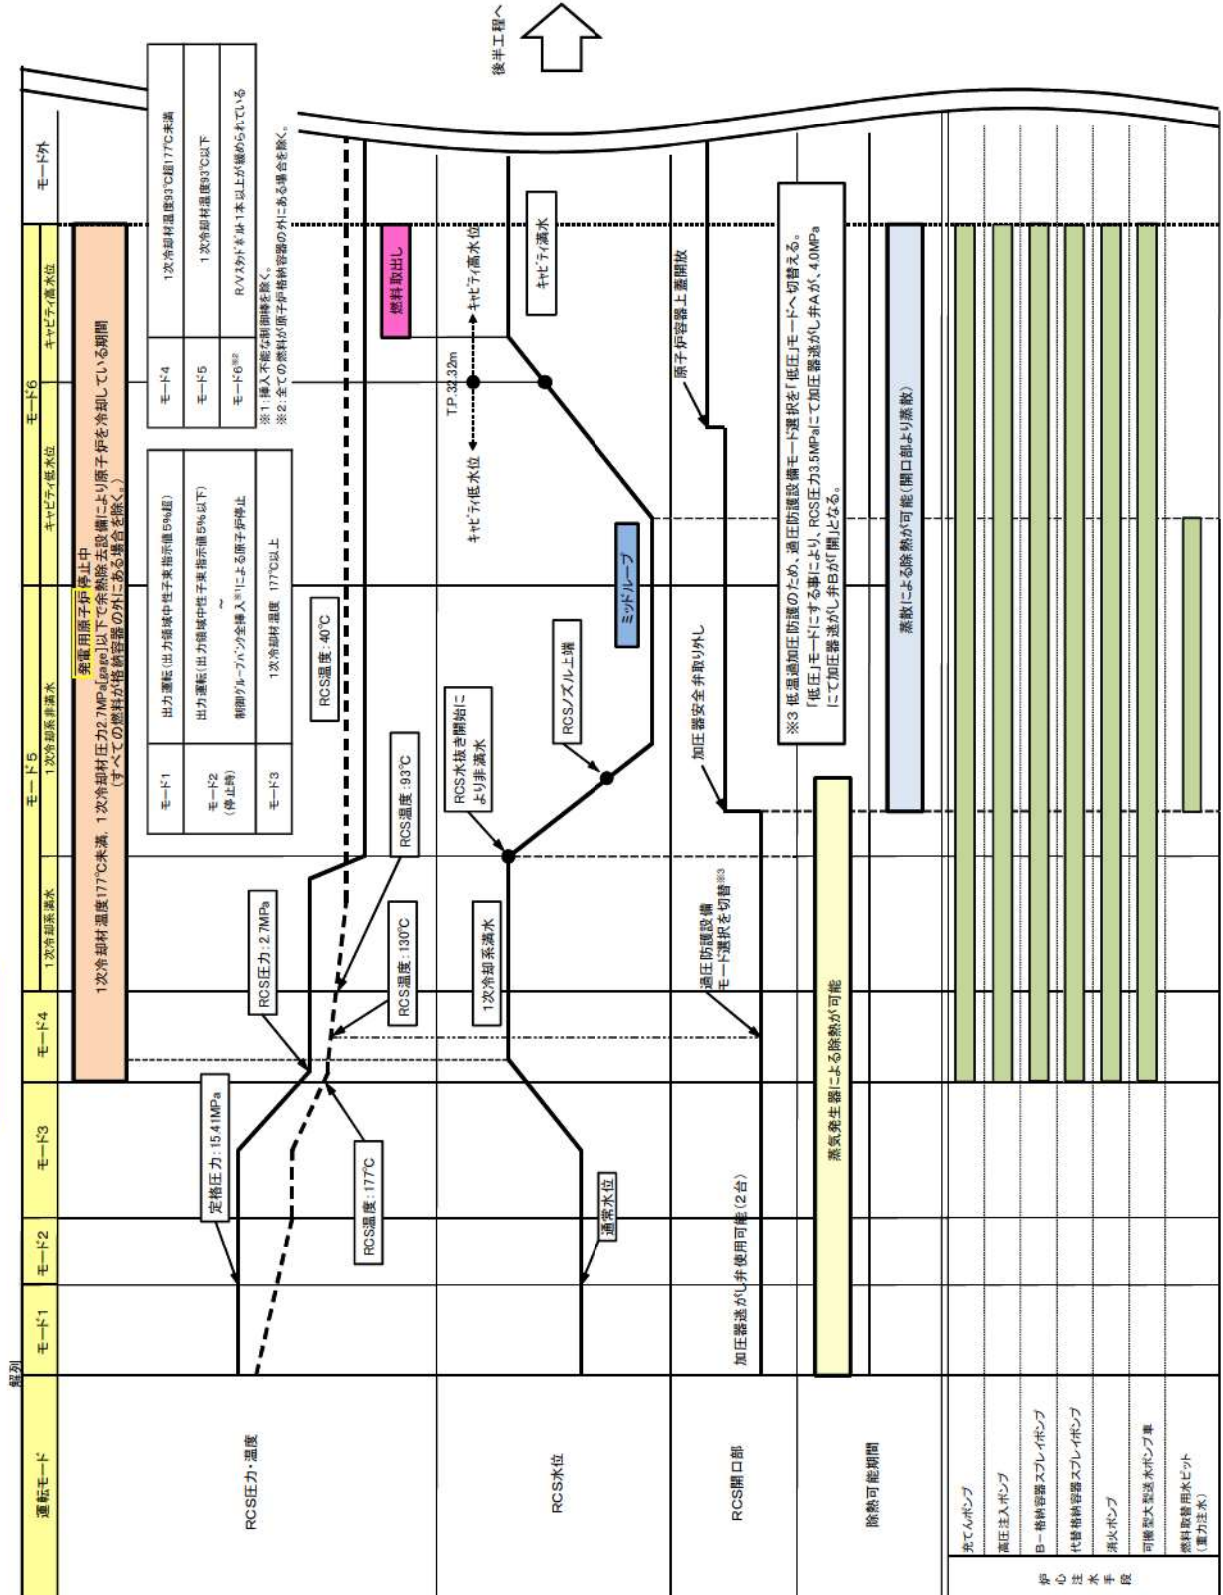 解列
運転モード
モード1
モード2
モード3
モード4
モード5
モード6
モード外
1次冷却系満水
1次冷却系非満水
キャビティ低水位
キャビティ高水位
発電用原子炉停止中
1次冷却材温度177℃未満、1次冷却材圧力2.7MPa[gage]以下で余熱除去設備により原子炉を冷却している期間
(すべての燃料が格納容器の外にある場合を除く。)
モード1
出力運転(出力領域中性子束指示値5%超)
モード2
(停止時)
出力運転(出力領域中性子束指示値5%以下)
～
制御グループバンク全挿入※1による原子炉停止
モード3
1次冷却材温度 177℃以上
モード4
1次冷却材温度93℃超177℃未満
モード5
1次冷却材温度93℃以下
モード6※2
R/Vスタッドボルト1本以上が緩められている
※1:挿入不能な制御棒を除く。
※2:全ての燃料が原子炉格納容器の外にある場合を除く。
後半工程へ
RCS圧力・温度
定格圧力:15.41MPa
RCS圧力:2.7MPa
RCS温度:177℃
RCS温度:130℃
RCS温度:93℃
RCS温度:40℃
燃料取出し
RCS水位
通常水位
1次冷却系満水
RCS水抜き開始に
より非満水
RCSノズル上端
ミッドループ
T.P.32.32m
キャビティ低水位
キャビティ高水位
キャビティ満水
RCS開口部
加圧器逃がし弁使用可能(2台)
過圧防護設備
モード選択を切替※3
加圧器安全弁取り外し
原子炉容器上蓋開放
※3 低温過加圧防護のため、過圧防護設備モード選択を「低圧」モードへ切替える。
「低圧」モードにする事により、RCS圧力3.5MPaにて加圧器逃がし弁Aが、4.0MPa
にて加圧器逃がし弁Bが「開」となる。
除熱可能期間
蒸気発生器による除熱が可能
蒸散による除熱が可能(開口部より蒸散)
炉心注水手段
充てんポンプ
高圧注入ポンプ
B－格納容器スプレイポンプ
代替格納容器スプレイポンプ
消火ポンプ
可搬型大型送水ポンプ車
燃料取替用水ピット
(重力注水)